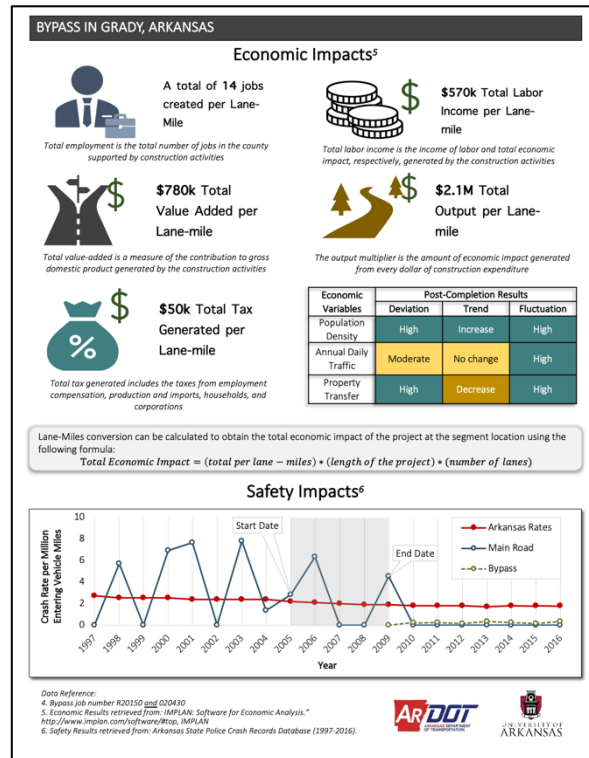 BYPASS IN GRADY, ARKANSAS
Economic Impacts⁵
A total of 14 jobs
created per Lane-
Mile
Total employment is the total number of jobs in the county
supported by construction activities
$
$570k Total Labor
Income per Lane-
mile
Total labor income is the income of labor and total economic
impact, respectively, generated by the construction activities
$
$780k Total
Value Added per
Lane-mile
Total value-added is a measure of the contribution to gross
domestic product generated by the construction activities
$
$2.1M Total
Output per Lane-
mile
The output multiplier is the amount of economic impact generated
from every dollar of construction expenditure
%
$
$50k Total Tax
Generated per
Lane-mile
Total tax generated includes the taxes from employment
compensation, production and imports, households, and
corporations
Economic
Variables
Post-Completion Results
Deviation Trend Fluctuation
Population
Density
High Increase High
Annual Daily
Traffic
Moderate No change High
Property
Transfer
High Decrease High
Lane-Miles conversion can be calculated to obtain the total economic impact of the project at the segment location using the
following formula:
Total Economic Impact = (total per lane − miles) * (length of the project) * (number of lanes)
Safety Impacts⁶
Crash Rate per Million
Entering Vehicle Miles
10
8
6
4
2
0
Start Date
End Date
Arkansas Rates
Main Road
Bypass
1997 1998 1999 2000 2001 2002 2003 2004 2005 2006 2007 2008 2009 2010 2011 2012 2013 2014 2015 2016
Year
Data Reference:
4. Bypass job number R20150 and 020430
5. Economic Results retrieved from: IMPLAN: Software for Economic Analysis."
http://www.implan.com/software/#top, IMPLAN
6. Safety Results retrieved from: Arkansas State Police Crash Records Database (1997-2016).
ARDOT
ARKANSAS DEPARTMENT
OF TRANSPORTATION
UNIVERSITY OF
ARKANSAS